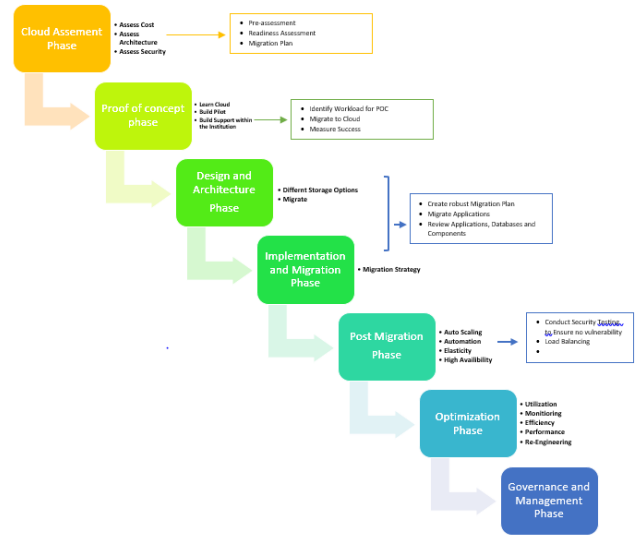 Cloud Assement
Phase
• Assess Cost
• Assess
Architecture
• Assess Security
• Pre-assessment
• Readiness Assessment
• Migration Plan
Proof of concept
phase
• Learn Cloud
• Build Pilot
• Build Support within
the Institution
• Identify Workload for POC
• Migrate to Cloud
• Measure Success
Design and
Architecture
Phase
• Differnt Storage Options
• Migrate
• Create robust Migration Plan
• Migrate Applications
• Review Applications, Databases and
Components
Implementation
and Migration
Phase
• Migration Strategy
Post Migration
Phase
• Auto Scaling
• Automation
• Elasticity
• High Availibility
• Conduct Security Testing
to Ensure no vulnerability
• Load Balancing
•
Optimization
Phase
• Utilization
• Monitoring
• Efficiency
• Performance
• Re-Engineering
Governance and
Management
Phase